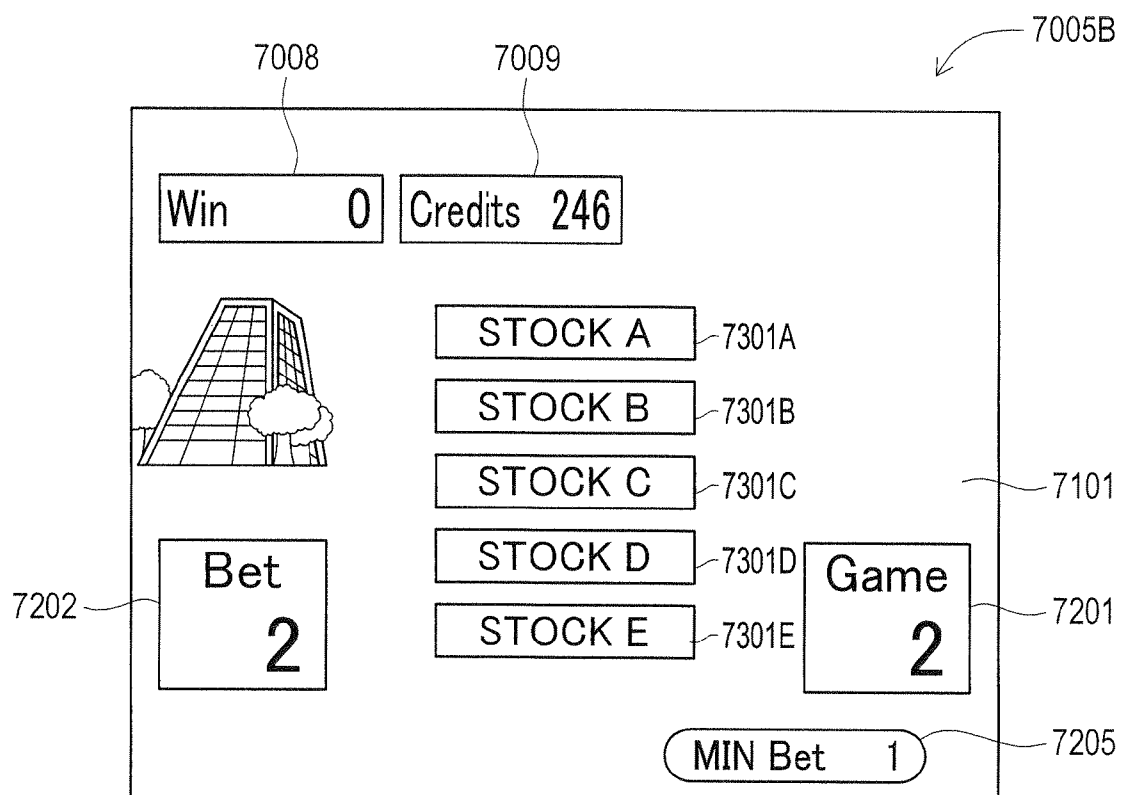 7005B
7008 7009
Win 0 Credits 246
STOCK A 7301A
STOCK B 7301B
STOCK C 7301C 7101
STOCK D 7301D
Bet Game
7202 7201
2 STOCK E 7301E 2
MIN Bet 1 7205